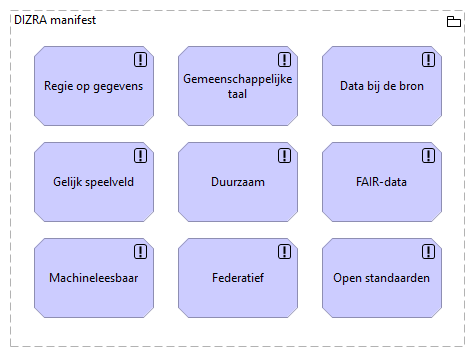 DIZRA manifest
Regie op gegevens
Gemeenschappelijke
taal
Data bij de bron
Gelijk speelveld
Duurzaam
FAIR-data
Machineleesbaar
Federatief
Open standaarden